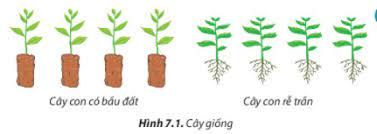 Cây con có bầu đất
Cây con rễ trần
Hình 7.1. Cây giống